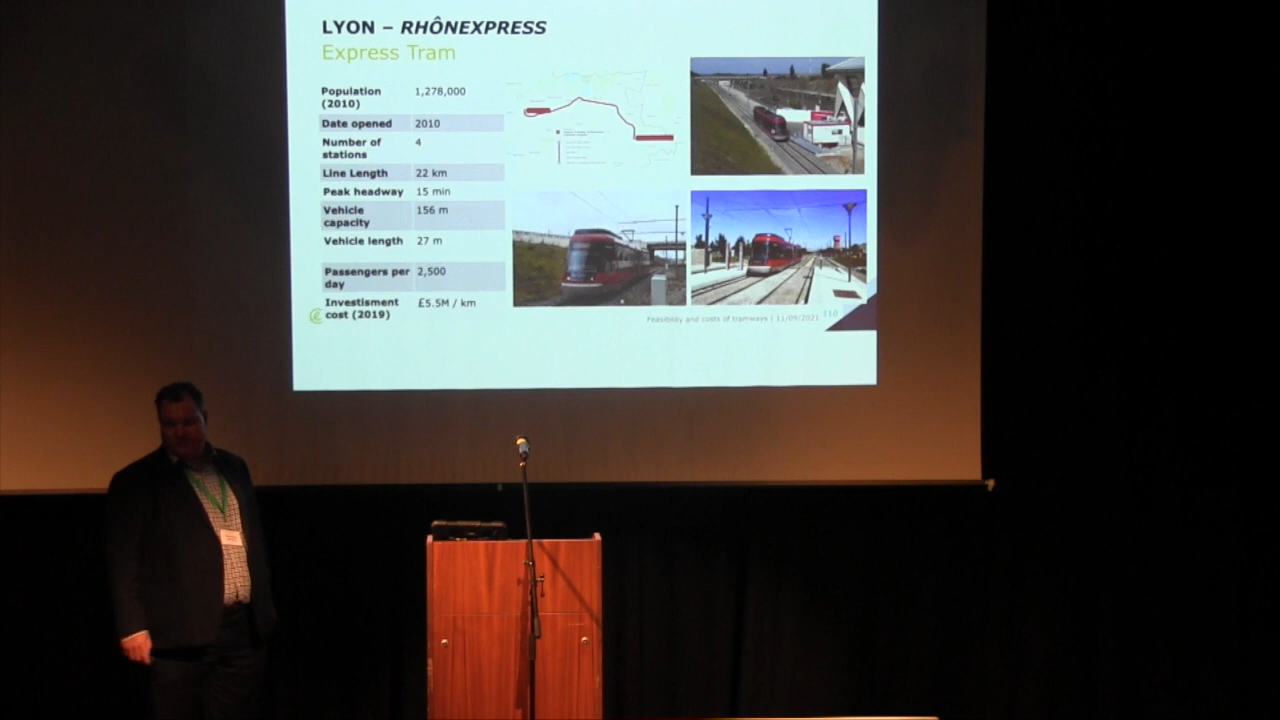 LYON – RHÔNEXPRESS
Express Tram
Population (2010) 1,278,000
Date opened 2010
Number of stations 4
Line Length 22 km
Peak headway 15 min
Vehicle capacity 156 m
Vehicle length 27 m
Passengers per day 2,500
Investisment cost (2019) £5.5M / km
Feasibility and costs of tramways | 11/09/2021 110